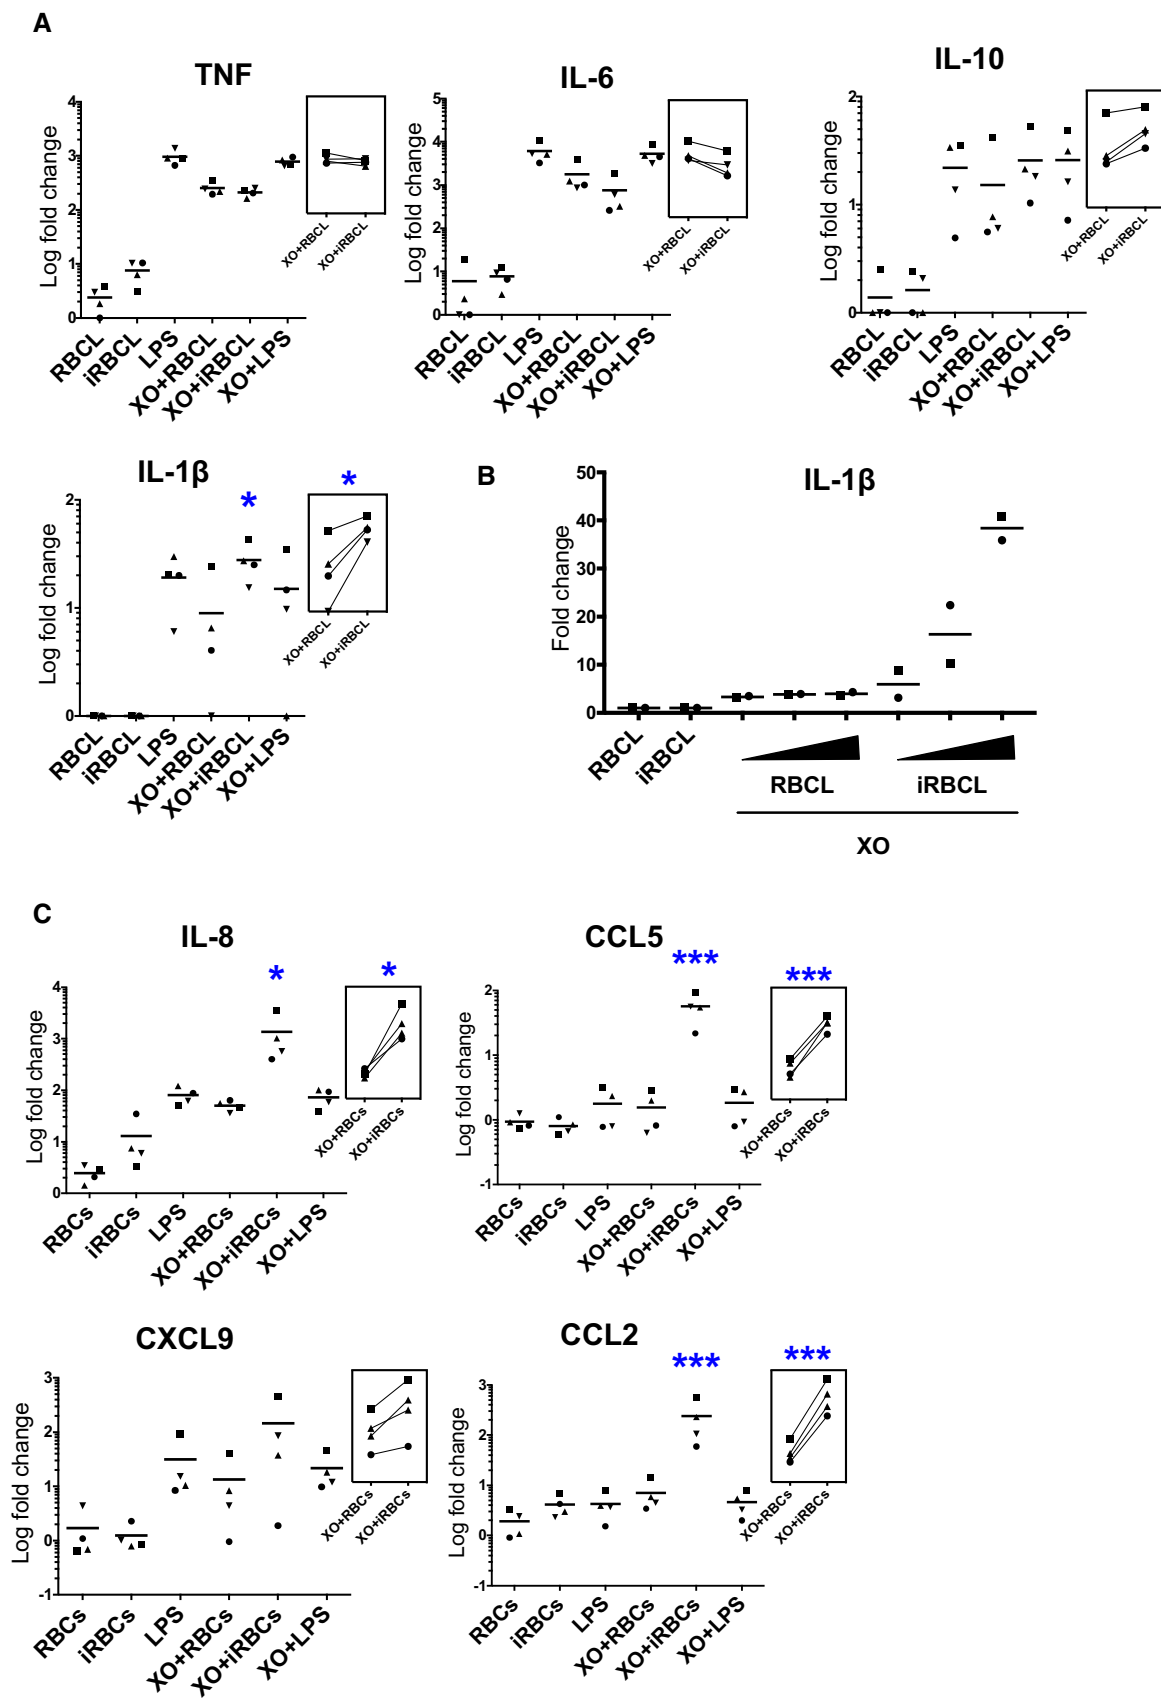 A
TNF
Log fold change
4
3
2
1
0
RBCL
iRBCL
LPS
XO+RBCL
XO+iRBCL
XO+LPS
XO+RBCL
XO+iRBCL
IL-6
Log fold change
5
4
3
2
1
0
RBCL
iRBCL
LPS
XO+RBCL
XO+iRBCL
XO+LPS
XO+RBCL
XO+iRBCL
IL-10
Log fold change
2
1
0
RBCL
iRBCL
LPS
XO+RBCL
XO+iRBCL
XO+LPS
XO+RBCL
XO+iRBCL
IL-1β
Log fold change
2
1
0
*
*
RBCL
iRBCL
LPS
XO+RBCL
XO+iRBCL
XO+LPS
XO+RBCL
XO+iRBCL
B
IL-1β
Fold change
50
40
30
20
10
0
RBCL
iRBCL
RBCL
iRBCL
XO
C
IL-8
Log fold change
4
3
2
1
0
*
*
RBCs
iRBCs
LPS
XO+RBCs
XO+iRBCs
XO+LPS
XO+RBCs
XO+iRBCs
CCL5
Log fold change
2
1
0
-1
***
***
RBCs
iRBCs
LPS
XO+RBCs
XO+iRBCs
XO+LPS
XO+RBCs
XO+iRBCs
CXCL9
Log fold change
3
2
1
0
-1
RBCs
iRBCs
LPS
XO+RBCs
XO+iRBCs
XO+LPS
XO+RBCs
XO+iRBCs
CCL2
Log fold change
3
2
1
0
-1
***
***
RBCs
iRBCs
LPS
XO+RBCs
XO+iRBCs
XO+LPS
XO+RBCs
XO+iRBCs